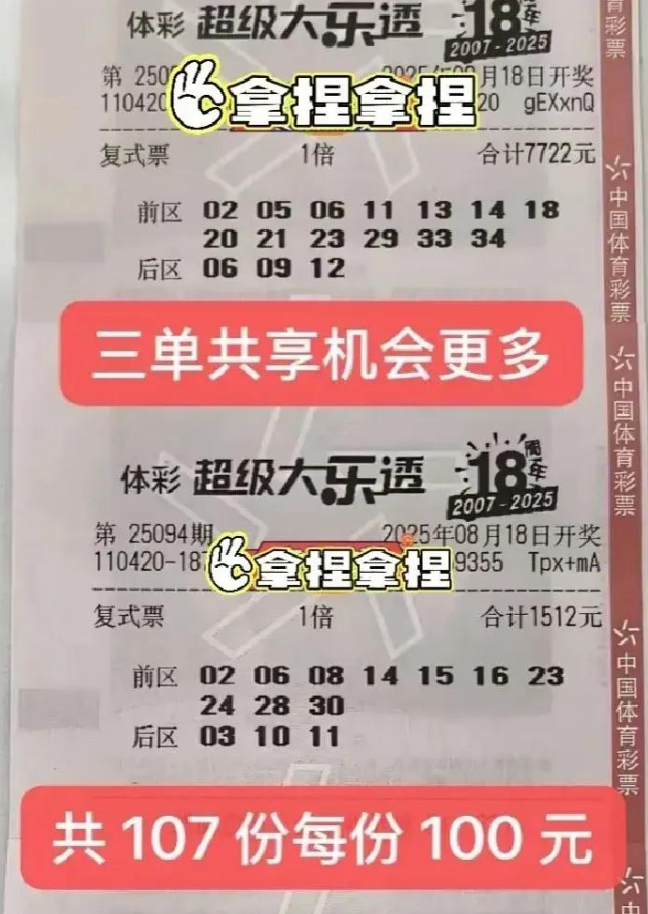 体彩 超级大乐透 18周年
2007-2025
第 250 2025年08月18日开奖
110420 20 gEXxnQ
拿捏拿捏
复式票 1倍 合计7722元
前区 02 05 06 11 13 14 18
20 21 23 29 33 34
后区 06 09 12
三单共享机会更多
体彩 超级大乐透 18周年
2007-2025
第 25094期 2025年08月18日开奖
110420-187 9355 Tpx+mA
拿捏拿捏
复式票 1倍 合计1512元
前区 02 06 08 14 15 16 23
24 28 30
后区 03 10 11
共 107 份每份 100 元
育彩票
中国体育彩票
中国体育彩票
中国体育彩票
中